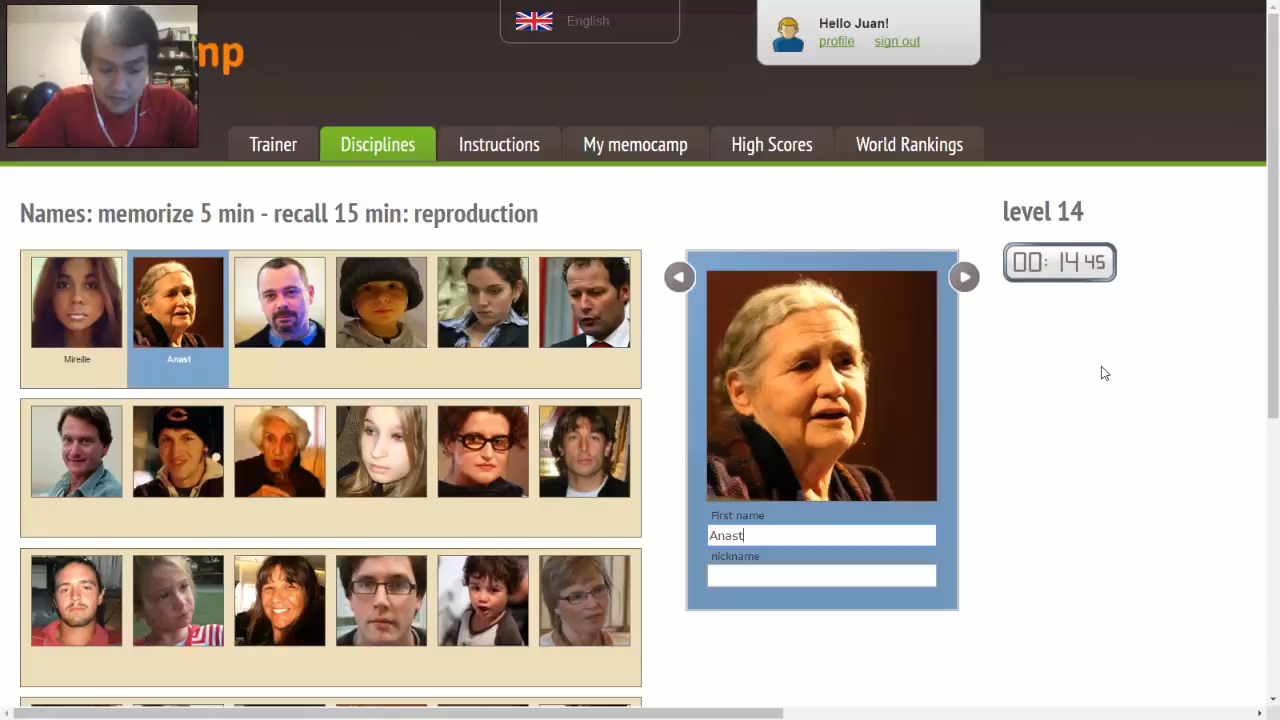 English
Hello Juan!
profile sign out
mp
Trainer Disciplines Instructions My memocamp High Scores World Rankings
Names: memorize 5 min - recall 15 min: reproduction
level 14
00: 14 45
Mireille Anast
First name
Anast
nickname